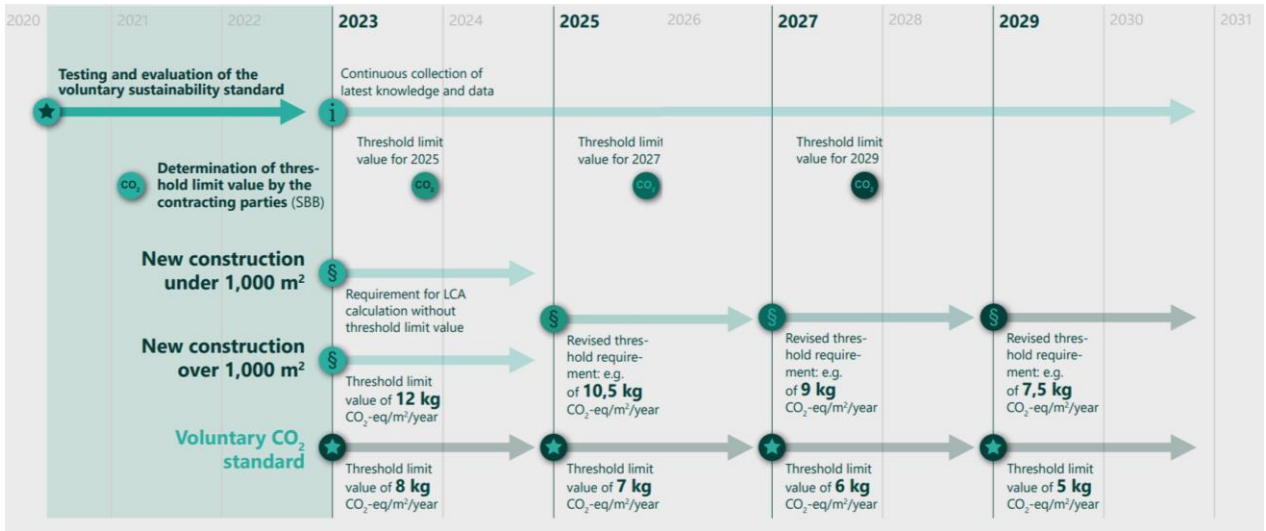 2020 2021 2022 2023 2024 2025 2026 2027 2028 2029 2030 2031
Testing and evaluation of the
voluntary sustainability standard
Continuous collection of
latest knowledge and data
i
Determination of thres-
hold limit value by the
contracting parties (SBB)
CO₂
Threshold limit
value for 2025
CO₂
Threshold limit
value for 2027
CO₂
Threshold limit
value for 2029
CO₂
New construction
under 1,000 m²
§
Requirement for LCA
calculation without
threshold limit value
New construction
over 1,000 m²
§
Threshold limit
value of 12 kg
CO₂-eq/m²/year
§
Revised thres-
hold require-
ment: e.g.
of 10,5 kg
CO₂-eq/m²/year
§
Revised thres-
hold require-
ment: e.g.
of 9 kg
CO₂-eq/m²/year
§
Revised thres-
hold require-
ment: e.g.
of 7,5 kg
CO₂-eq/m²/year
Voluntary CO₂
standard
Threshold limit
value of 8 kg
CO₂-eq/m²/year
Threshold limit
value of 7 kg
CO₂-eq/m²/year
Threshold limit
value of 6 kg
CO₂-eq/m²/year
Threshold limit
value of 5 kg
CO₂-eq/m²/year